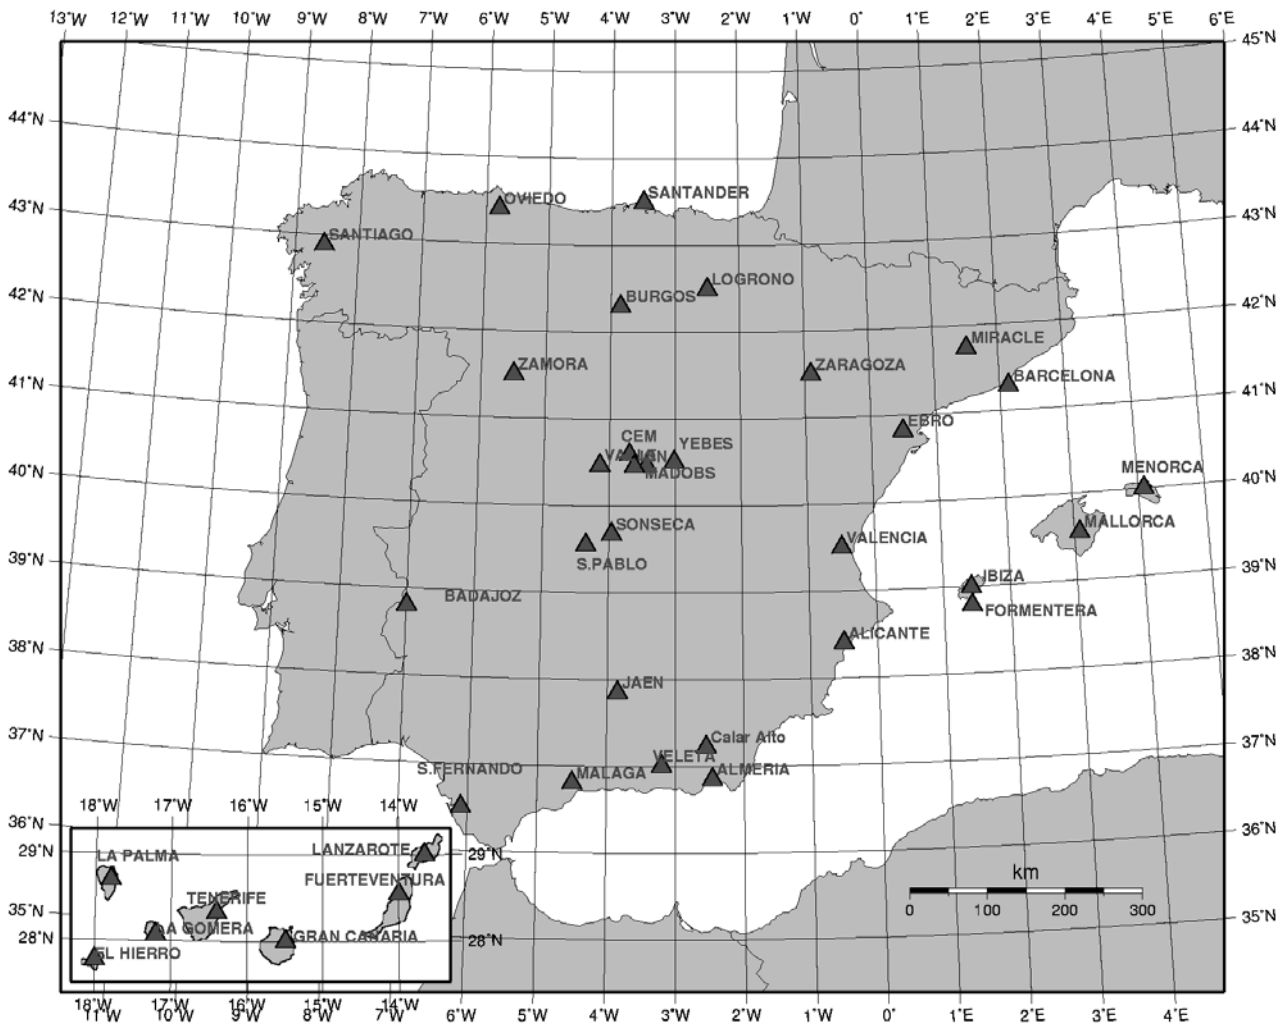 13°W 12°W 11°W 10°W 9°W 8°W 7°W 6°W 5°W 4°W 3°W 2°W 1°W 0° 1°E 2°E 3°E 4°E 5°E 6°E
45°N
44°N
44°N
SANTANDER
OVIEDO
43°N
43°N
SANTIAGO
LOGRONO
42°N
BURGOS
42°N
MIRACLE
ZAMORA
ZARAGOZA
BARCELONA
41°N
41°N
EBRO
CEM
YEBES
MENORCA
40°N
MADOBS
40°N
SONSECA
MALLORCA
VALENCIA
39°N
S.PABLO
39°N
IBIZA
BADAJOZ
FORMENTERA
ALICANTE
38°N
38°N
JAEN
37°N
Calar Alto
37°N
VELETA
S.FERNANDO
MALAGA
ALMERIA
18°W 17°W 16°W 15°W 14°W
36°N
36°N
29°N
LANZAROTE
29°N
LA PALMA
km
FUERTEVENTURA
TENERIFE
35°N
0 100 200 300
35°N
LA GOMERA
28°N
GRAN CANARIA
28°N
EL HIERRO
18°W 17°W 16°W 15°W 14°W
11°W 10°W 9°W 8°W 7°W 6°W 5°W 4°W 3°W 2°W 1°W 0° 1°E 2°E 3°E 4°E